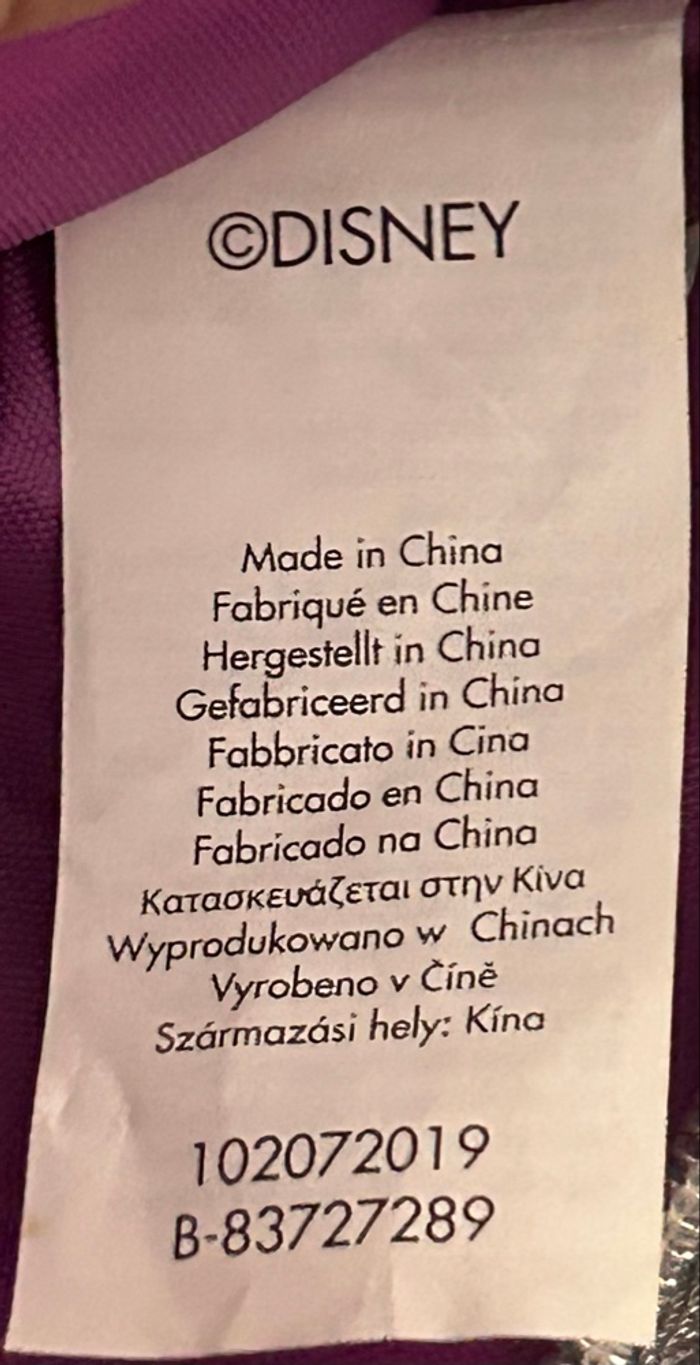 ©DISNEY
Made in China
Fabriqué en Chine
Hergestellt in China
Gefabriceerd in China
Fabbricato in Cina
Fabricado en China
Fabricado na China
Κατασκευάζεται στην Κίνα
Wyprodukowano w Chinach
Vyrobeno v Číně
Származási hely: Kína
102072019
B-83727289